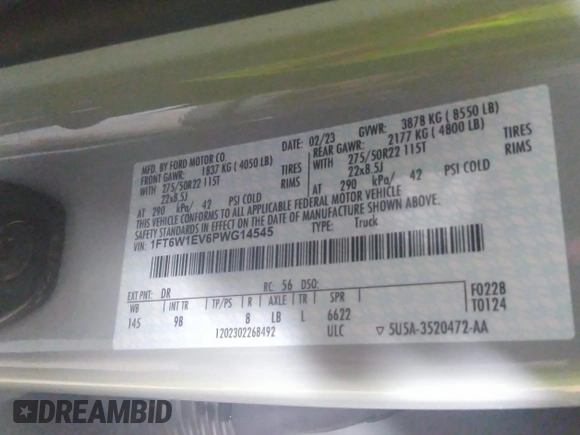 MFD. BY FORD MOTOR CO. DATE: 02/23 GVWR: 3878 KG ( 8550 LB)
FRONT GAWR: 1837 KG ( 4050 LB) REAR GAWR: 2177 KG ( 4800 LB)
WITH 275/50R22 115T TIRES WITH 275/50R22 115T TIRES
22x8.5J RIMS 22x8.5J RIMS
AT 290 kPa/ 42 PSI COLD AT 290 kPa/ 42 PSI COLD
THIS VEHICLE CONFORMS TO ALL APPLICABLE FEDERAL MOTOR VEHICLE
SAFETY STANDARDS IN EFFECT ON THE DATE OF MANUFACTURE SHOWN ABOVE.
VIN: 1FT6W1EV6PWG14545 TYPE: Truck
EXT PNT: DR RC: 56 DSO: F0228
WB INT TR TP/PS R AXLE TR SPR T0124
145 9B 8 LB L 6622
1202302268492 ULC ▽ 5U5A-3520472-AA
DREAMBID